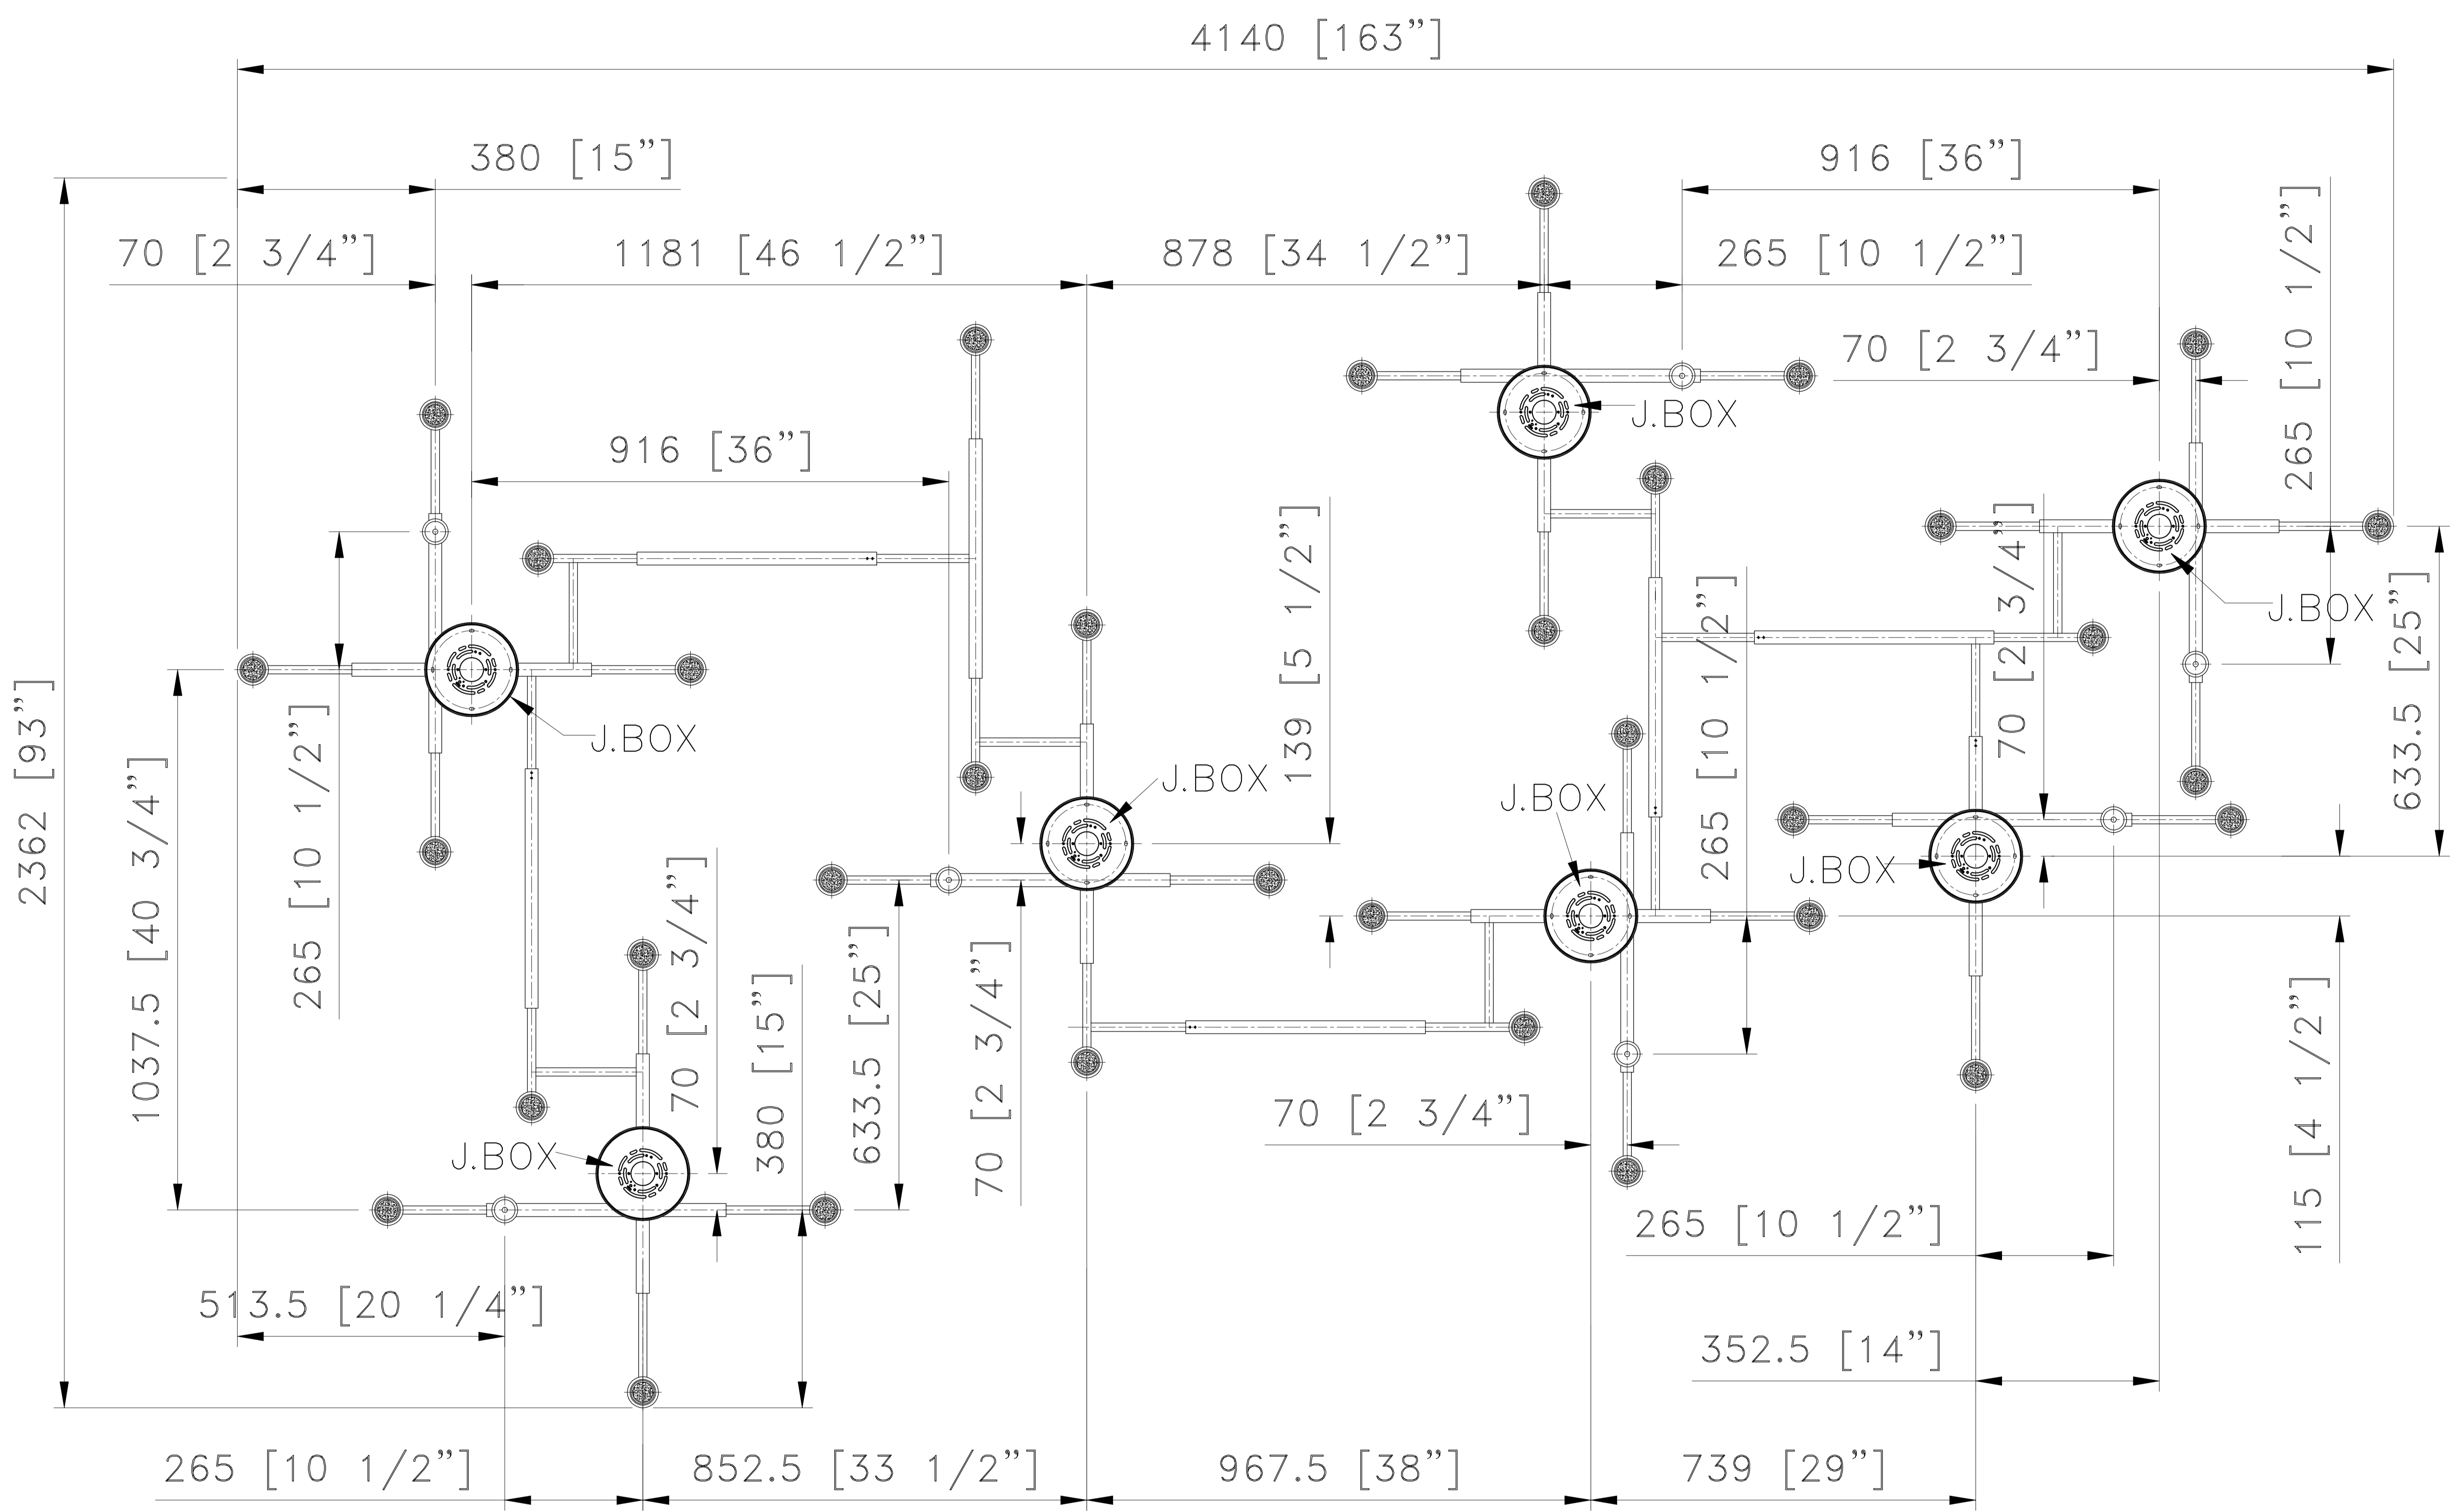 4140 [163”]
380 [15”]
916 [36”]
70 [2 3/4”]
1181 [46 1/2”]
878 [34 1/2”]
265 [10 1/2”]
265 [10 1/2”]
70 [2 3/4”]
916 [36”]
J.BOX
J.BOX
139 [5 1/2”]
70 [2 3/4”]
265 [10 1/2”]
633.5 [25”]
2362 [93”]
1037.5 [40 3/4”]
265 [10 1/2”]
J.BOX
J.BOX
J.BOX
J.BOX
70 [2 3/4”]
380 [15”]
633.5 [25”]
70 [2 3/4”]
70 [2 3/4”]
115 [4 1/2”]
J.BOX
265 [10 1/2”]
513.5 [20 1/4”]
352.5 [14”]
265 [10 1/2”]
852.5 [33 1/2”]
967.5 [38”]
739 [29”]